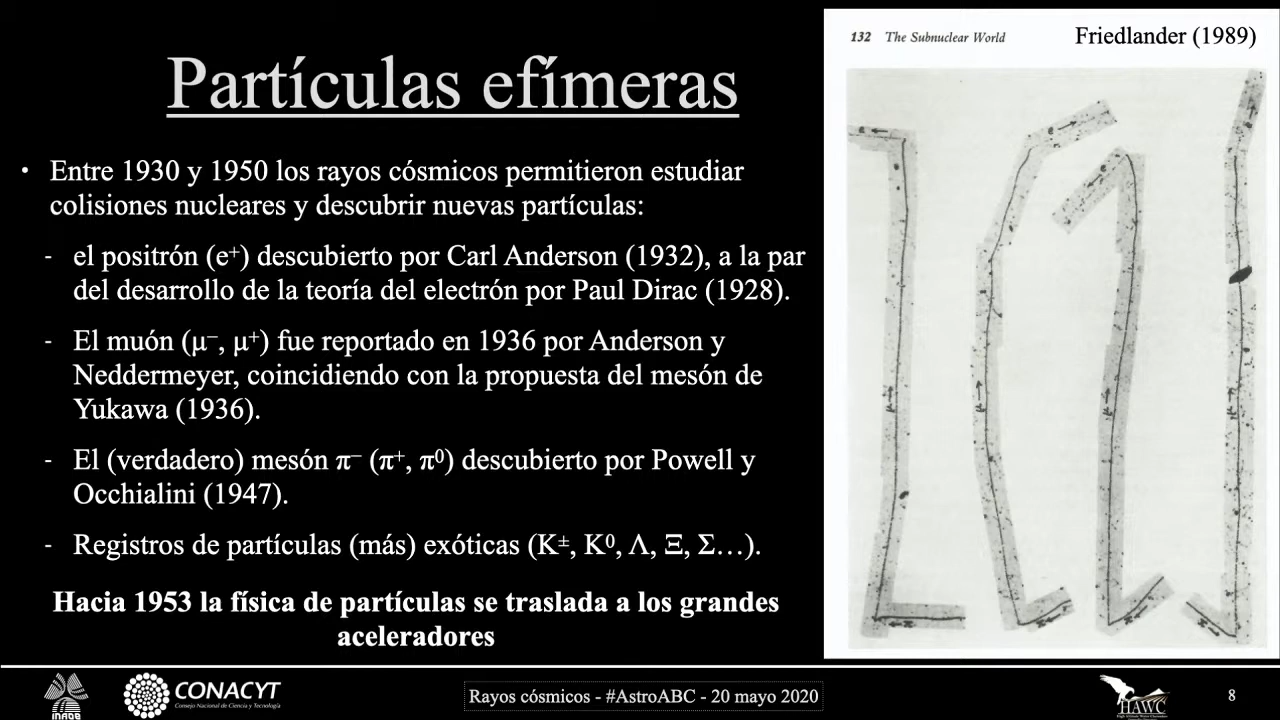 Partículas efímeras
• Entre 1930 y 1950 los rayos cósmicos permitieron estudiar
colisiones nucleares y descubrir nuevas partículas:
- el positrón (e⁺) descubierto por Carl Anderson (1932), a la par
del desarrollo de la teoría del electrón por Paul Dirac (1928).
- El muón (μ⁻, μ⁺) fue reportado en 1936 por Anderson y
Neddermeyer, coincidiendo con la propuesta del mesón de
Yukawa (1936).
- El (verdadero) mesón π⁻ (π⁺, π⁰) descubierto por Powell y
Occhialini (1947).
- Registros de partículas (más) exóticas (K±, K⁰, Λ, Ξ, Σ…).
Hacia 1953 la física de partículas se traslada a los grandes
aceleradores
132 The Subnuclear World
Friedlander (1989)
INAOE
CONACYT
Consejo Nacional de Ciencia y Tecnología
Rayos cósmicos - #AstroABC - 20 mayo 2020
HAWC
8